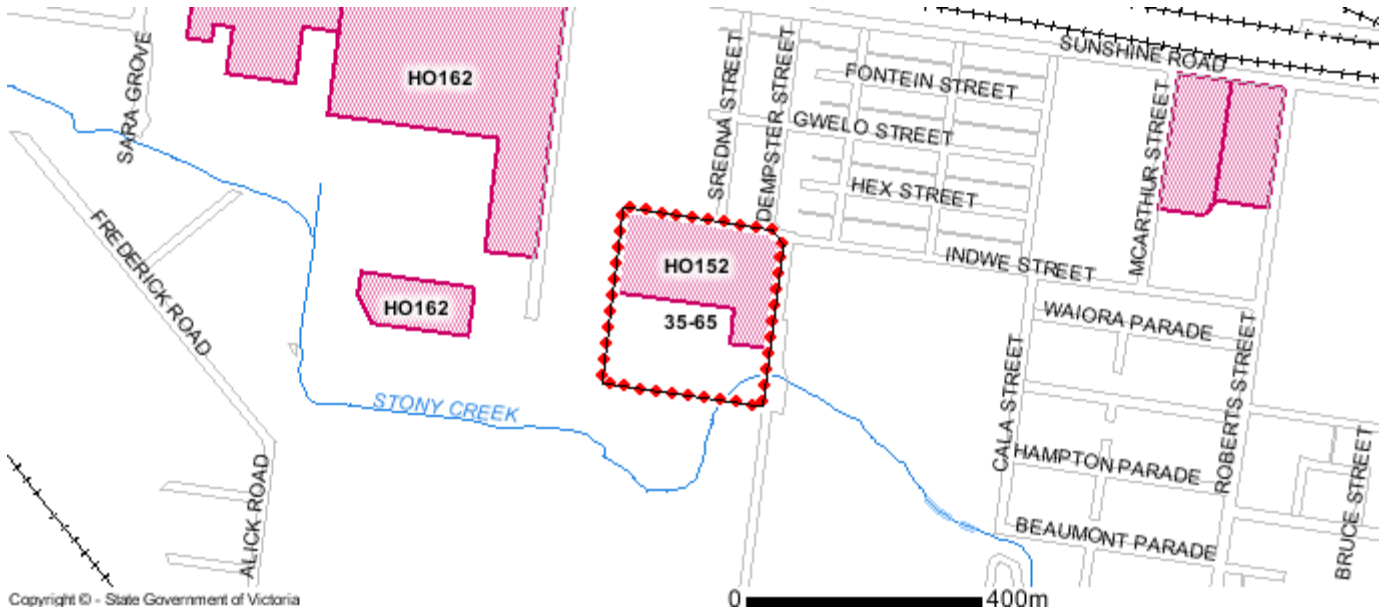 SUNSHINE ROAD
SARA GROVE
HO162
FONTEIN STREET
SREDNA STREET
DEMPSTER STREET
GWELO STREET
MCARTHUR STREET
HEX STREET
FREDERICK ROAD
HO152
INDWE STREET
HO162
35-65
WAIORA PARADE
STONY CREEK
CALA STREET
ROBERTS STREET
HAMPTON PARADE
ALICK ROAD
BRUCE STREET
BEAUMONT PARADE
Copyright © - State Government of Victoria
0 400m